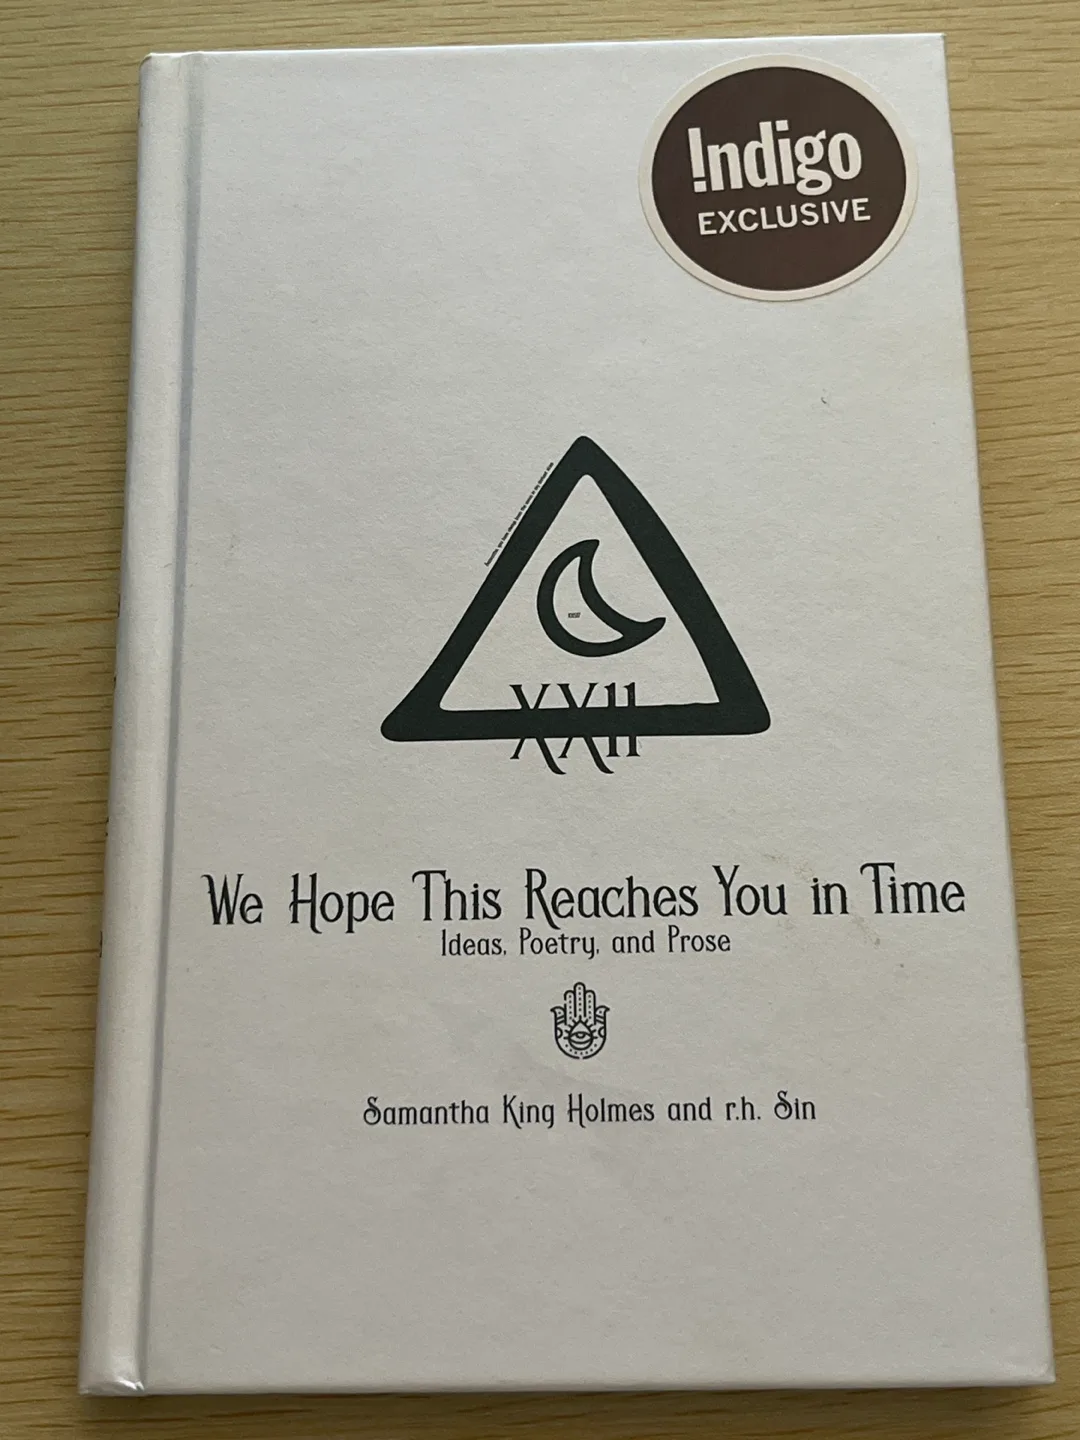 !ndigo
EXCLUSIVE
XXII
We Hope This Reaches You in Time
Ideas, Poetry, and Prose
Samantha King Holmes and r.h. Sin